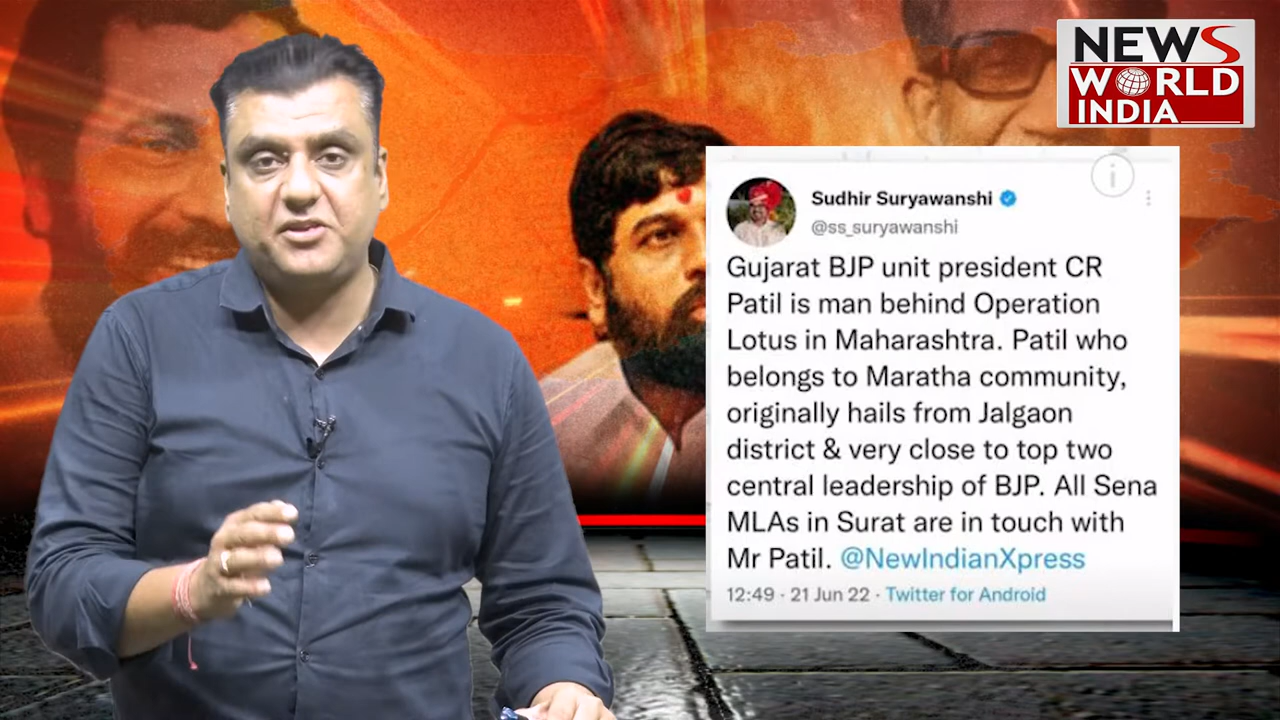 NEWS
WORLD
INDIA
Sudhir Suryawanshi
@ss_suryawanshi
Gujarat BJP unit president CR
Patil is man behind Operation
Lotus in Maharashtra. Patil who
belongs to Maratha community,
originally hails from Jalgaon
district & very close to top two
central leadership of BJP. All Sena
MLAs in Surat are in touch with
Mr Patil. @NewIndianXpress
12:49 · 21 Jun 22 · Twitter for Android